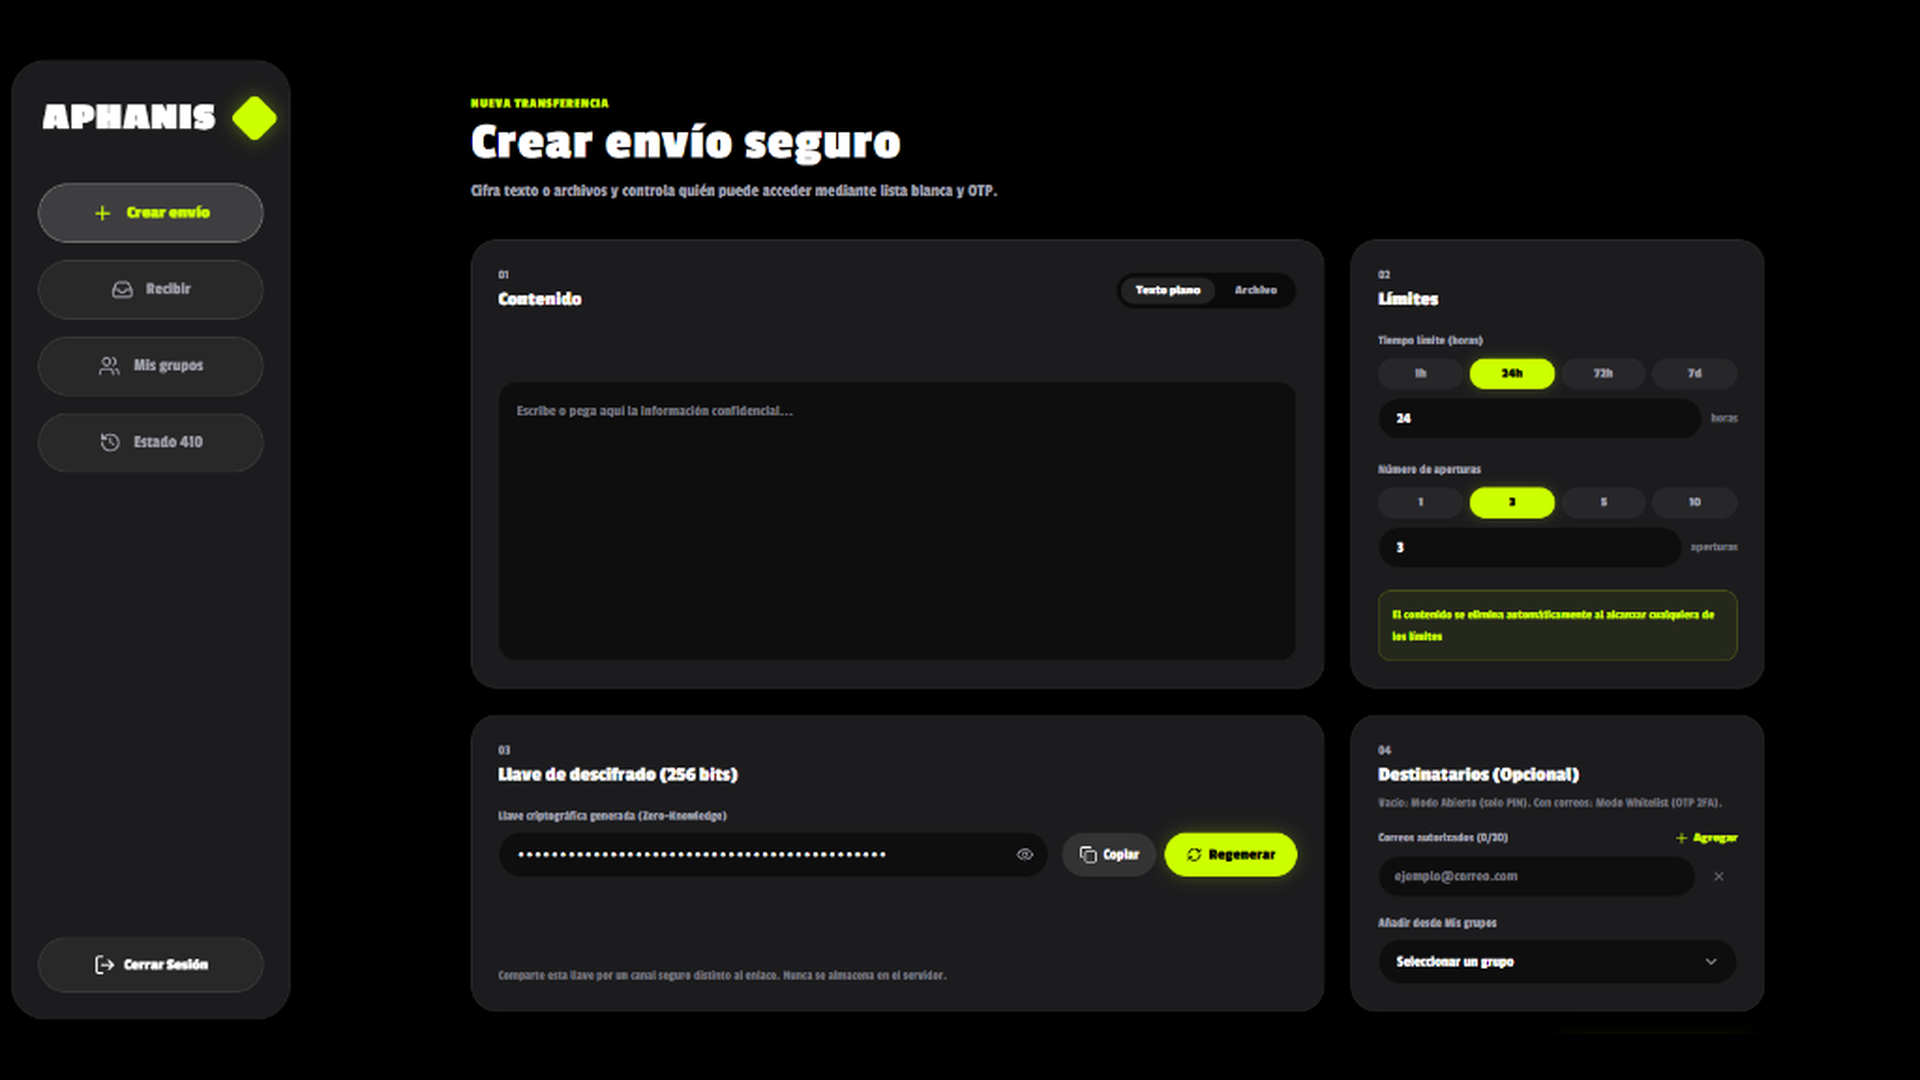 APHANIS
Crear envío
Recibir
Mis grupos
Estado 410
Cerrar Sesión
NUEVA TRANSFERENCIA
Crear envío seguro
Cifra texto o archivos y controla quién puede acceder mediante lista blanca y OTP.
01
Contenido
Texto plano
Archivo
Escribe o pega aquí la información confidencial...
02
Límites
Tiempo límite (horas)
1h 24h 72h 7d
24 horas
Número de aperturas
1 3 5 10
3 aperturas
El contenido se elimina automáticamente al alcanzar cualquiera de
los límites
03
Llave de descifrado (256 bits)
Llave criptográfica generada (Zero-Knowledge)
Copiar
Regenerar
Comparte esta llave por un canal seguro distinto al enlace. Nunca se almacena en el servidor.
04
Destinatarios (Opcional)
Vacío: Modo Abierto (solo PIN). Con correos: Modo Whitelist (OTP 2FA).
Correos autorizados (0/30)
Agregar
ejemplo@correo.com
Añadir desde Mis grupos
Seleccionar un grupo